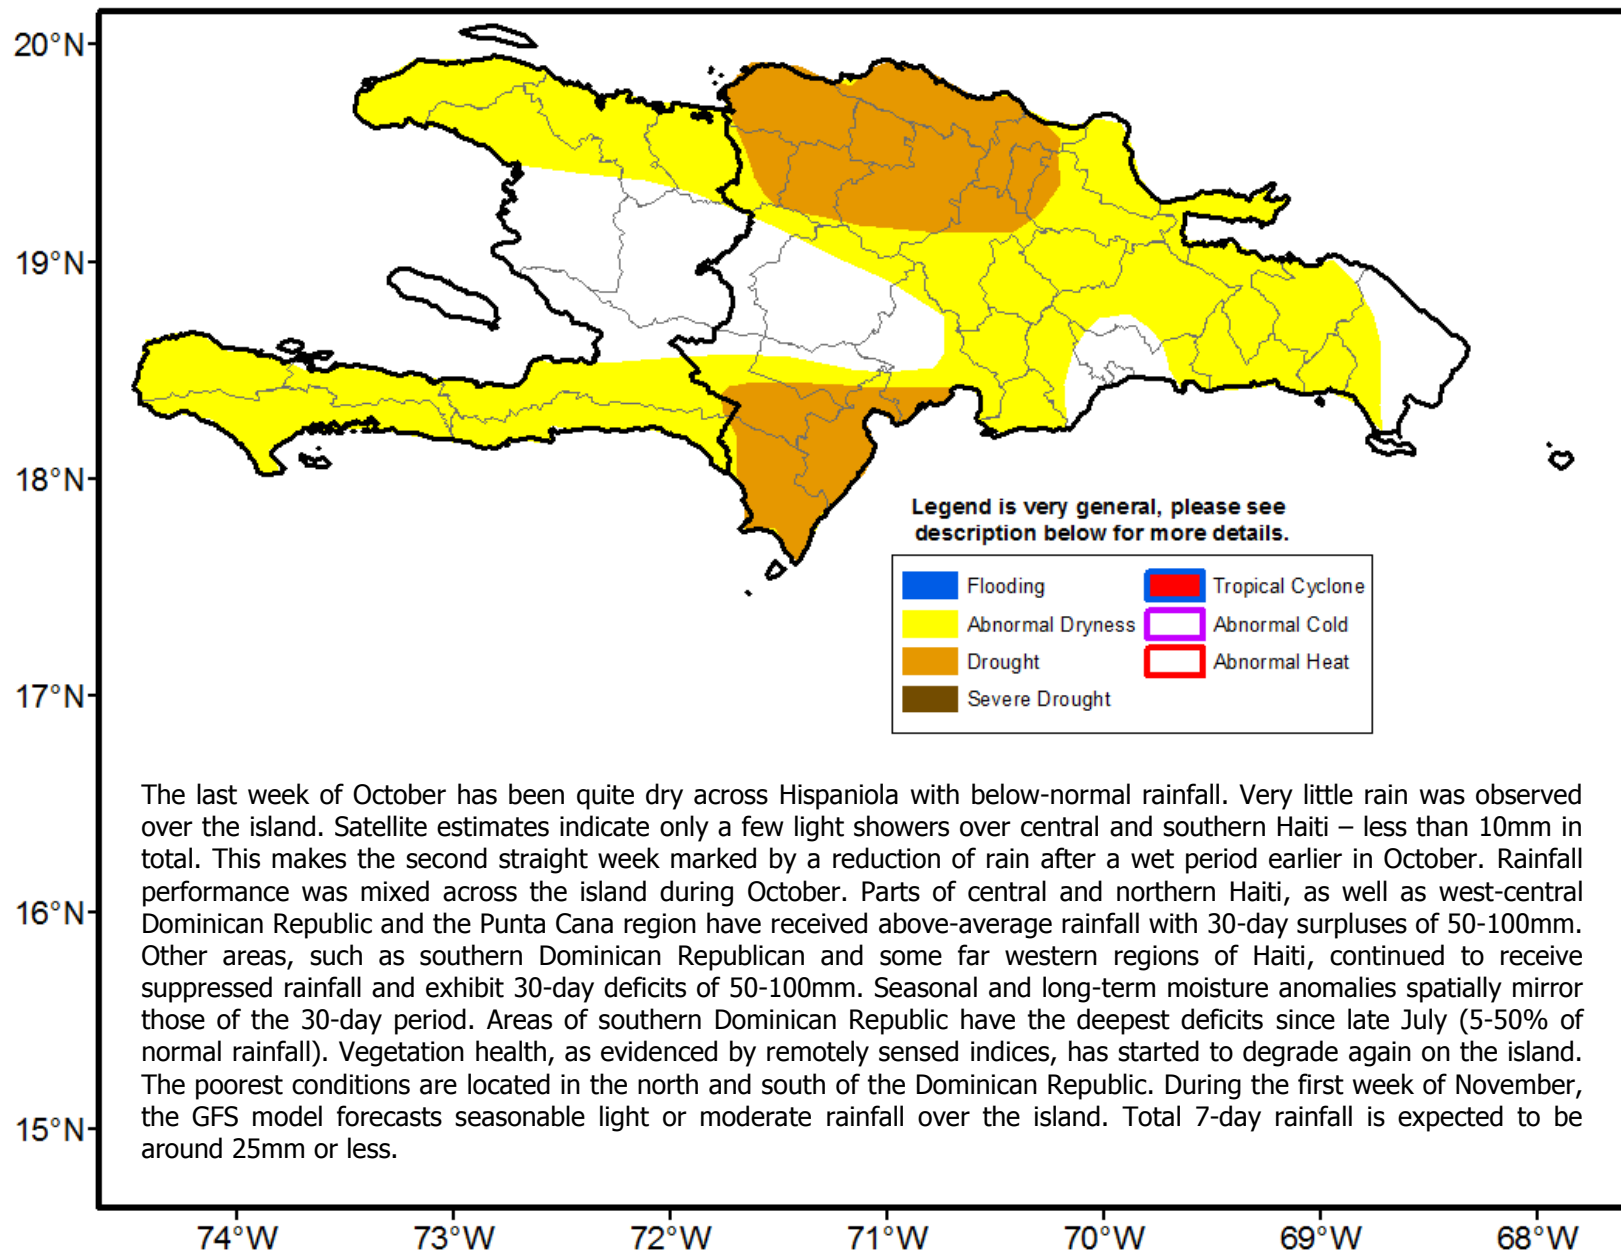 20°N
19°N
18°N
17°N
16°N
15°N
Legend is very general, please see
description below for more details.
Flooding
Abnormal Dryness
Drought
Severe Drought
Tropical Cyclone
Abnormal Cold
Abnormal Heat
The last week of October has been quite dry across Hispaniola with below-normal rainfall. Very little rain was observed
over the island. Satellite estimates indicate only a few light showers over central and southern Haiti – less than 10mm in
total. This makes the second straight week marked by a reduction of rain after a wet period earlier in October. Rainfall
performance was mixed across the island during October. Parts of central and northern Haiti, as well as west-central
Dominican Republic and the Punta Cana region have received above-average rainfall with 30-day surpluses of 50-100mm.
Other areas, such as southern Dominican Republican and some far western regions of Haiti, continued to receive
suppressed rainfall and exhibit 30-day deficits of 50-100mm. Seasonal and long-term moisture anomalies spatially mirror
those of the 30-day period. Areas of southern Dominican Republic have the deepest deficits since late July (5-50% of
normal rainfall). Vegetation health, as evidenced by remotely sensed indices, has started to degrade again on the island.
The poorest conditions are located in the north and south of the Dominican Republic. During the first week of November,
the GFS model forecasts seasonable light or moderate rainfall over the island. Total 7-day rainfall is expected to be
around 25mm or less.
74°W
73°W
72°W
71°W
70°W
69°W
68°W